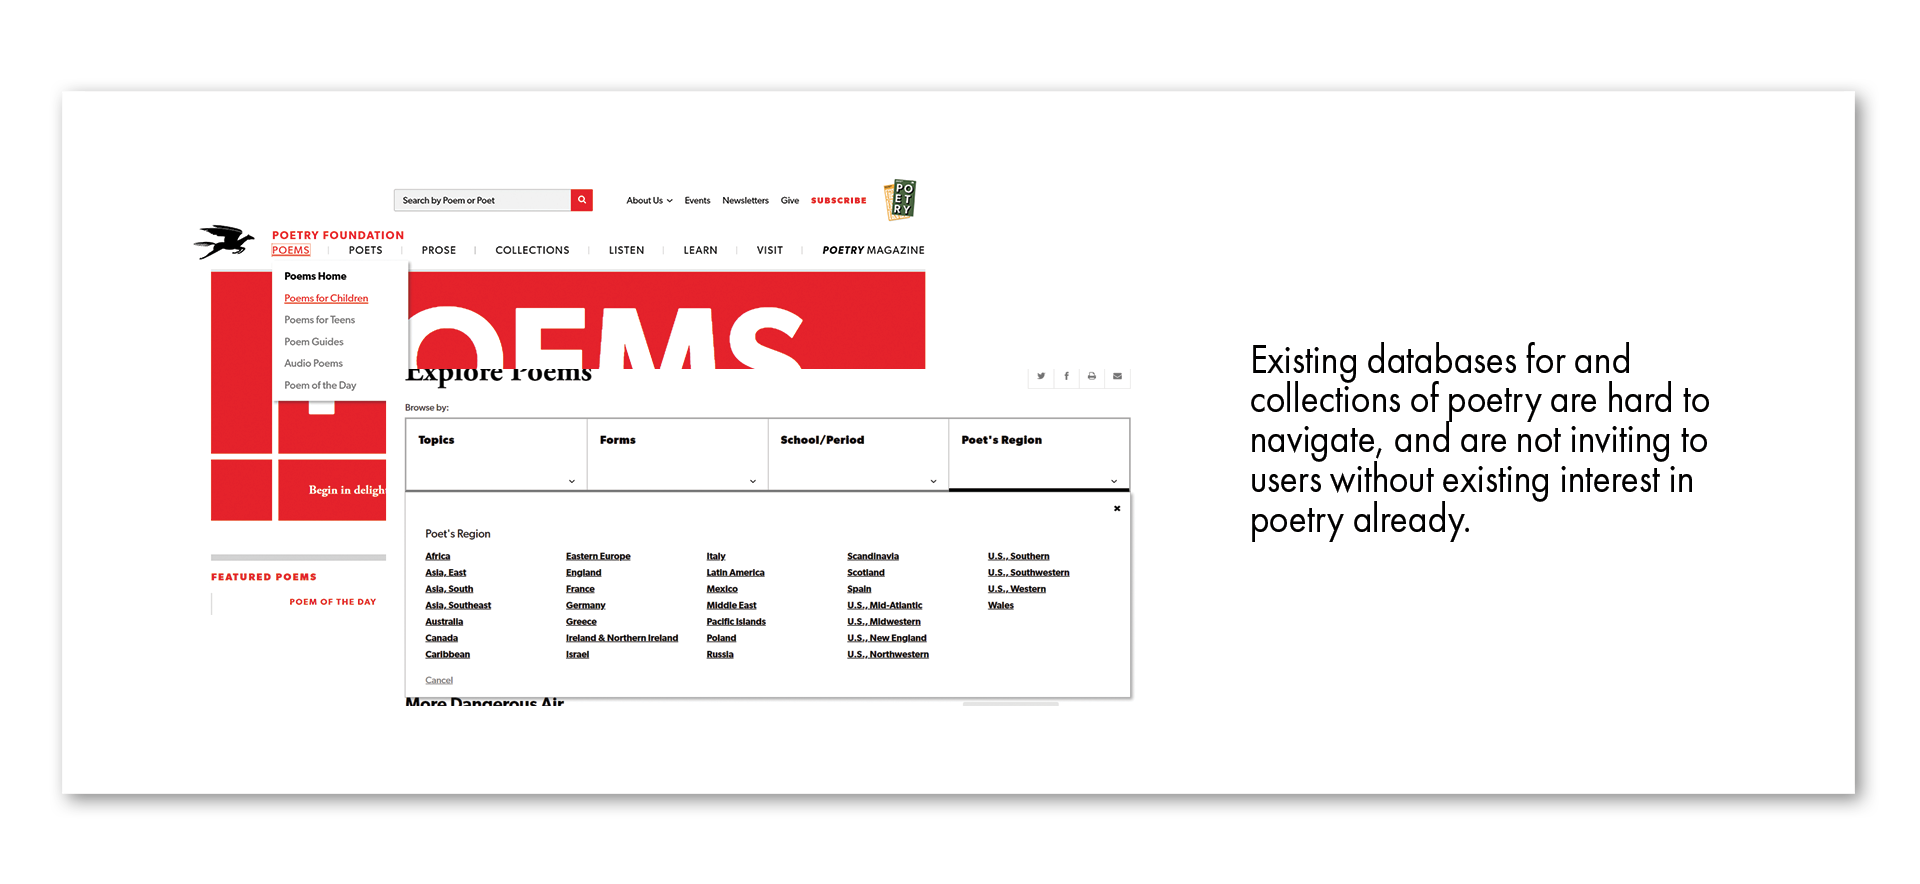 Search by Poem or Poet
About Us
Events
Newsletters
Give
SUBSCRIBE
PO
ET
RY
POETRY FOUNDATION
POEMS
POETS
PROSE
COLLECTIONS
LISTEN
LEARN
VISIT
POETRY MAGAZINE
Poems Home
Poems for Children
Poems for Teens
Poem Guides
Audio Poems
Poem of the Day
OEMS
Begin in deligh
FEATURED POEMS
POEM OF THE DAY
Explore Poems
Browse by:
Topics
Forms
School/Period
Poet's Region
Poet's Region
Africa
Asia, East
Asia, South
Asia, Southeast
Australia
Canada
Caribbean
Eastern Europe
England
France
Germany
Greece
Ireland & Northern Ireland
Israel
Italy
Latin America
Mexico
Middle East
Pacific Islands
Poland
Russia
Scandinavia
Scotland
Spain
U.S., Mid-Atlantic
U.S., Midwestern
U.S., New England
U.S., Northwestern
U.S., Southern
U.S., Southwestern
U.S., Western
Wales
Cancel
More Dangerous Air
Existing databases for and
collections of poetry are hard to
navigate, and are not inviting to
users without existing interest in
poetry already.